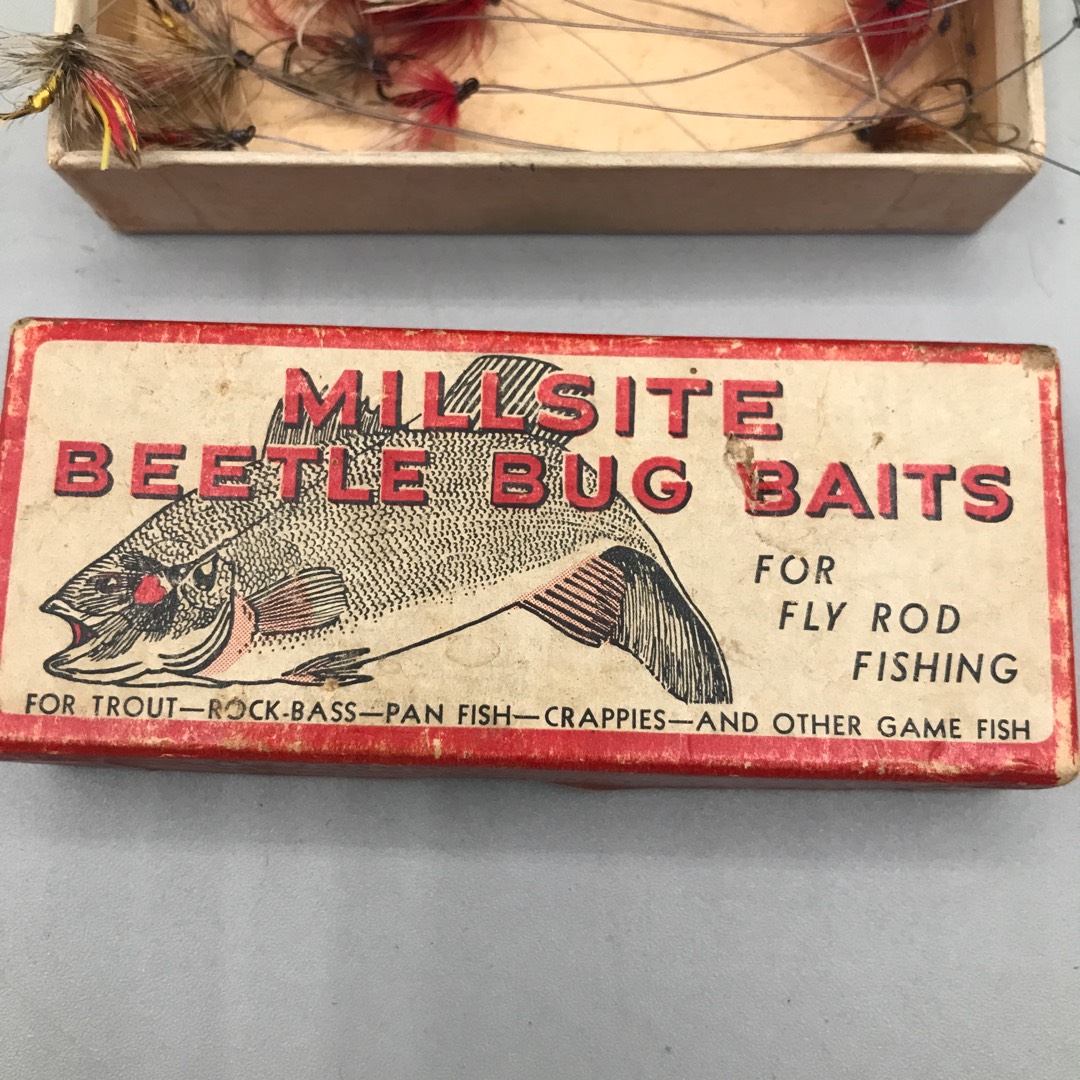 MILLSITE
BEETLE BUG BAITS
FOR
FLY ROD
FISHING
FOR TROUT—ROCK-BASS—PAN FISH—CRAPPIES—AND OTHER GAME FISH